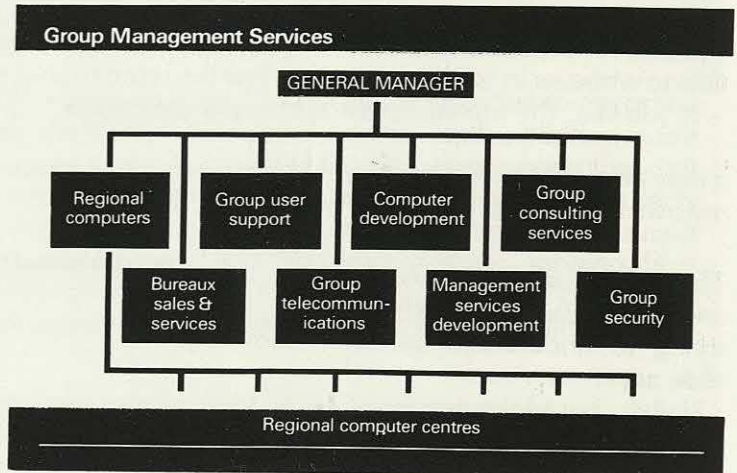 Group Management Services
GENERAL MANAGER
Regional
computers
Group user
support
Computer
development
Group
consulting
services
Bureaux
sales &
services
Group
telecommun-
ications
Management
services
development
Group
security
Regional computer centres